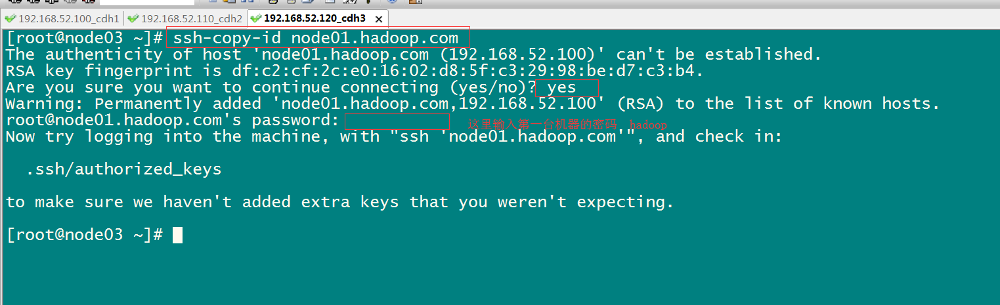 192.168.52.100_cdh1 192.168.52.110_cdh2 192.168.52.120_cdh3
[root@node03 ~]# ssh-copy-id node01.hadoop.com
The authenticity of host 'node01.hadoop.com (192.168.52.100)' can't be established.
RSA key fingerprint is df:c2:cf:2c:e0:16:02:d8:5f:c3:29:98:be:d7:c3:b4.
Are you sure you want to continue connecting (yes/no)? yes
Warning: Permanently added 'node01.hadoop.com,192.168.52.100' (RSA) to the list of known hosts.
root@node01.hadoop.com's password: 这里输入第一台机器的密码 hadoop
Now try logging into the machine, with "ssh 'node01.hadoop.com'", and check in:
.ssh/authorized_keys
to make sure we haven't added extra keys that you weren't expecting.
[root@node03 ~]#